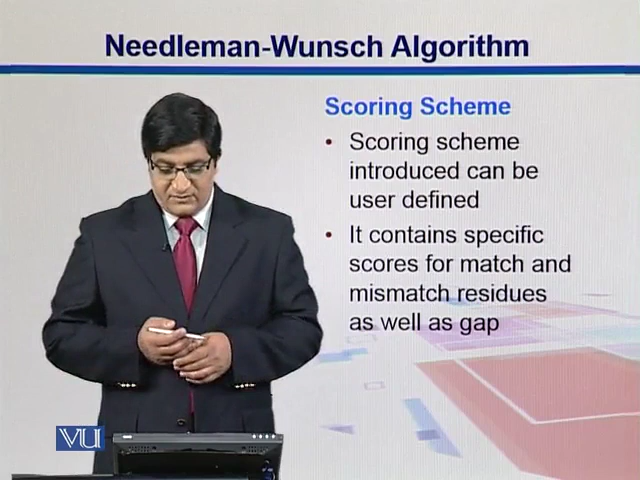 Needleman-Wunsch Algorithm
Scoring Scheme
• Scoring scheme
introduced can be
user defined
• It contains specific
scores for match and
mismatch residues
as well as gap
VU